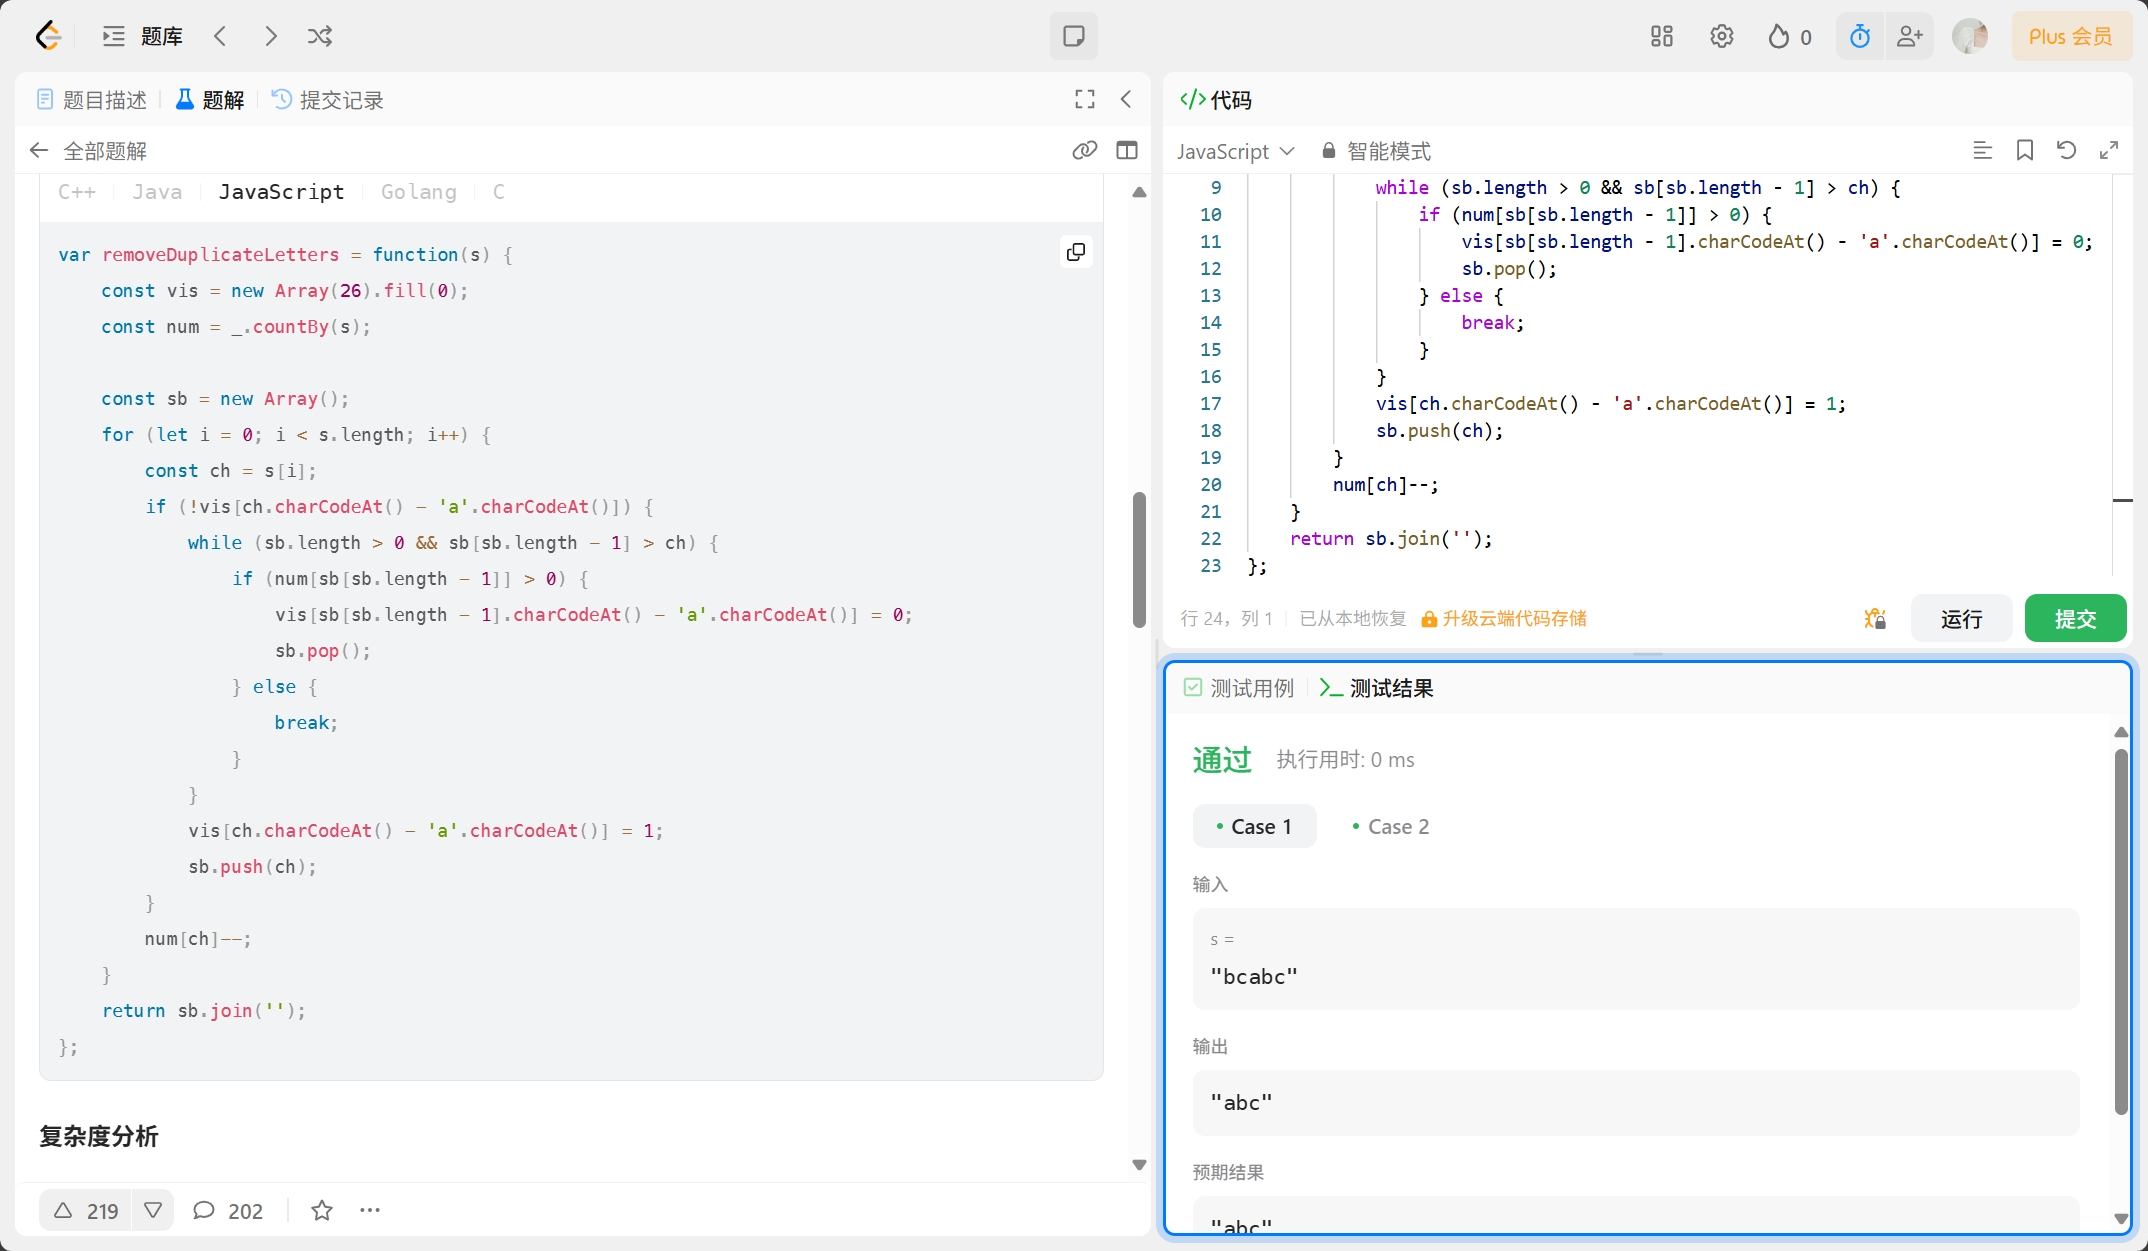 题库
0
Plus 会员
题目描述
题解
提交记录
全部题解
C++
Java
JavaScript
Golang
C
var removeDuplicateLetters = function(s) {
    const vis = new Array(26).fill(0);
    const num = _.countBy(s);
    const sb = new Array();
    for (let i = 0; i < s.length; i++) {
        const ch = s[i];
        if (!vis[ch.charCodeAt() - 'a'.charCodeAt()]) {
            while (sb.length > 0 && sb[sb.length - 1] > ch) {
                if (num[sb[sb.length - 1]] > 0) {
                    vis[sb[sb.length - 1].charCodeAt() - 'a'.charCodeAt()] = 0;
                    sb.pop();
                } else {
                    break;
                }
            }
            vis[ch.charCodeAt() - 'a'.charCodeAt()] = 1;
            sb.push(ch);
        }
        num[ch]--;
    }
    return sb.join('');
};
复杂度分析
219
202
代码
JavaScript
智能模式
9             while (sb.length > 0 && sb[sb.length - 1] > ch) {
10                 if (num[sb[sb.length - 1]] > 0) {
11                     vis[sb[sb.length - 1].charCodeAt() - 'a'.charCodeAt()] = 0;
12                     sb.pop();
13                 } else {
14                     break;
15                 }
16             }
17             vis[ch.charCodeAt() - 'a'.charCodeAt()] = 1;
18             sb.push(ch);
19         }
20         num[ch]--;
21     }
22     return sb.join('');
23 };
行 24，列 1
已从本地恢复
升级云端代码存储
运行
提交
测试用例
测试结果
通过
执行用时: 0 ms
Case 1
Case 2
输入
s =
"bcabc"
输出
"abc"
预期结果
"abc"